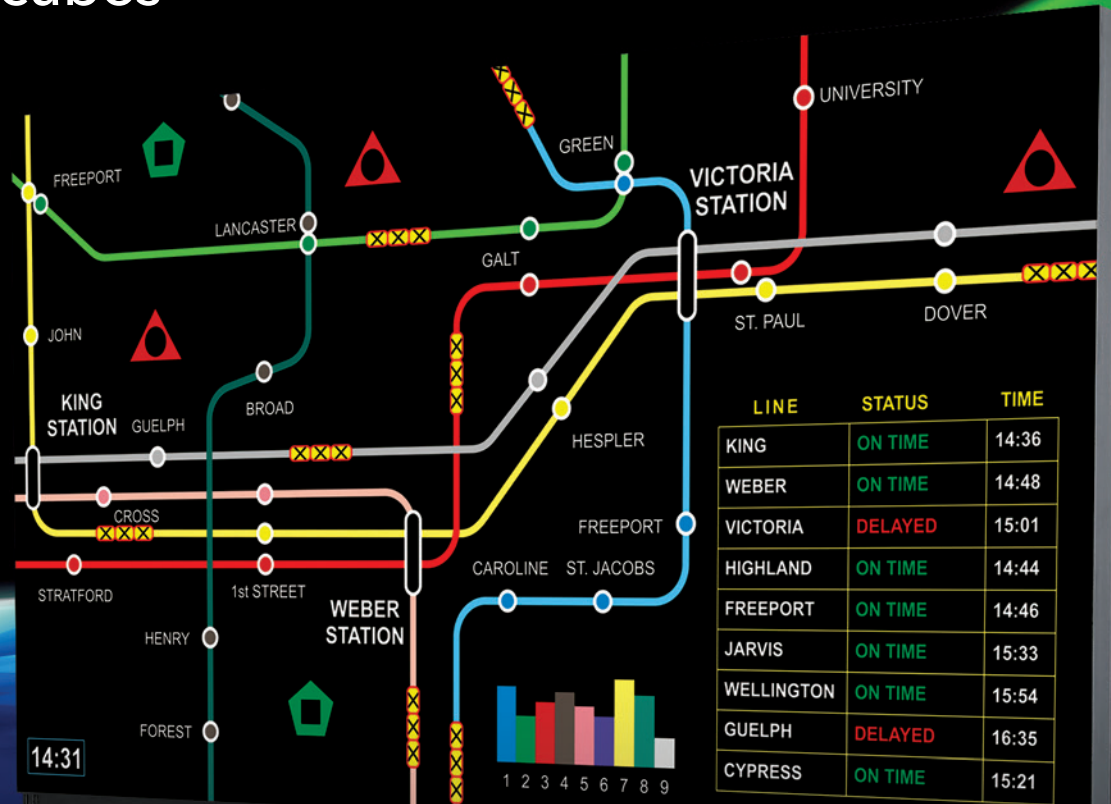 cubes
UNIVERSITY
GREEN
FREEPORT
VICTORIA
STATION
LANCASTER
GALT
JOHN
ST. PAUL
DOVER
KING
STATION
GUELPH
BROAD
HESPLER
CROSS
FREEPORT
STRATFORD
1st STREET
CAROLINE
ST. JACOBS
WEBER
STATION
HENRY
FOREST
14:31
1 2 3 4 5 6 7 8 9
LINE STATUS TIME
KING ON TIME 14:36
WEBER ON TIME 14:48
VICTORIA DELAYED 15:01
HIGHLAND ON TIME 14:44
FREEPORT ON TIME 14:46
JARVIS ON TIME 15:33
WELLINGTON ON TIME 15:54
GUELPH DELAYED 16:35
CYPRESS ON TIME 15:21